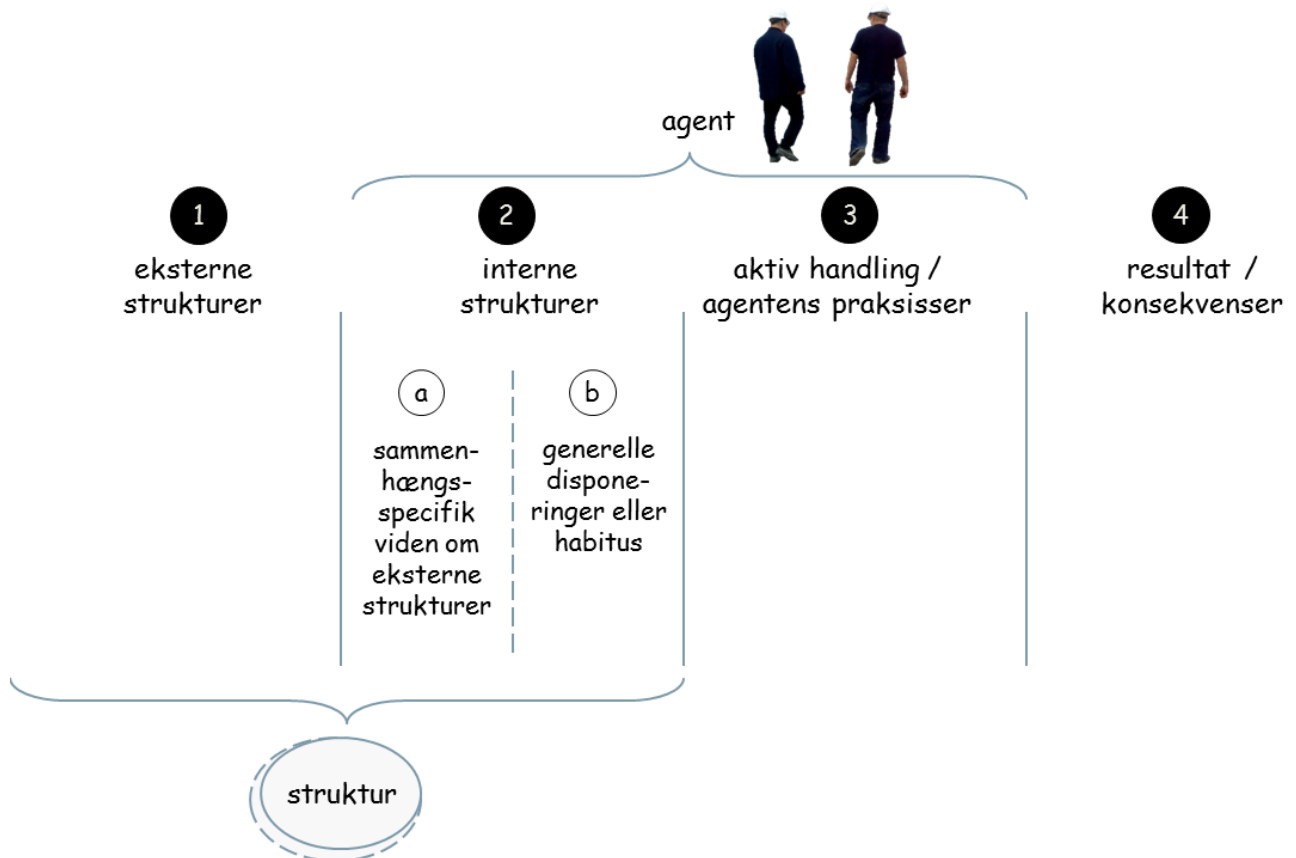 agent
1
eksterne
strukturer
2
interne
strukturer
3
aktiv handling /
agentens praksisser
4
resultat /
konsekvenser
a
sammen-
hængs-
specifik
viden om
eksterne
strukturer
b
generelle
dispone-
ringer eller
habitus
struktur